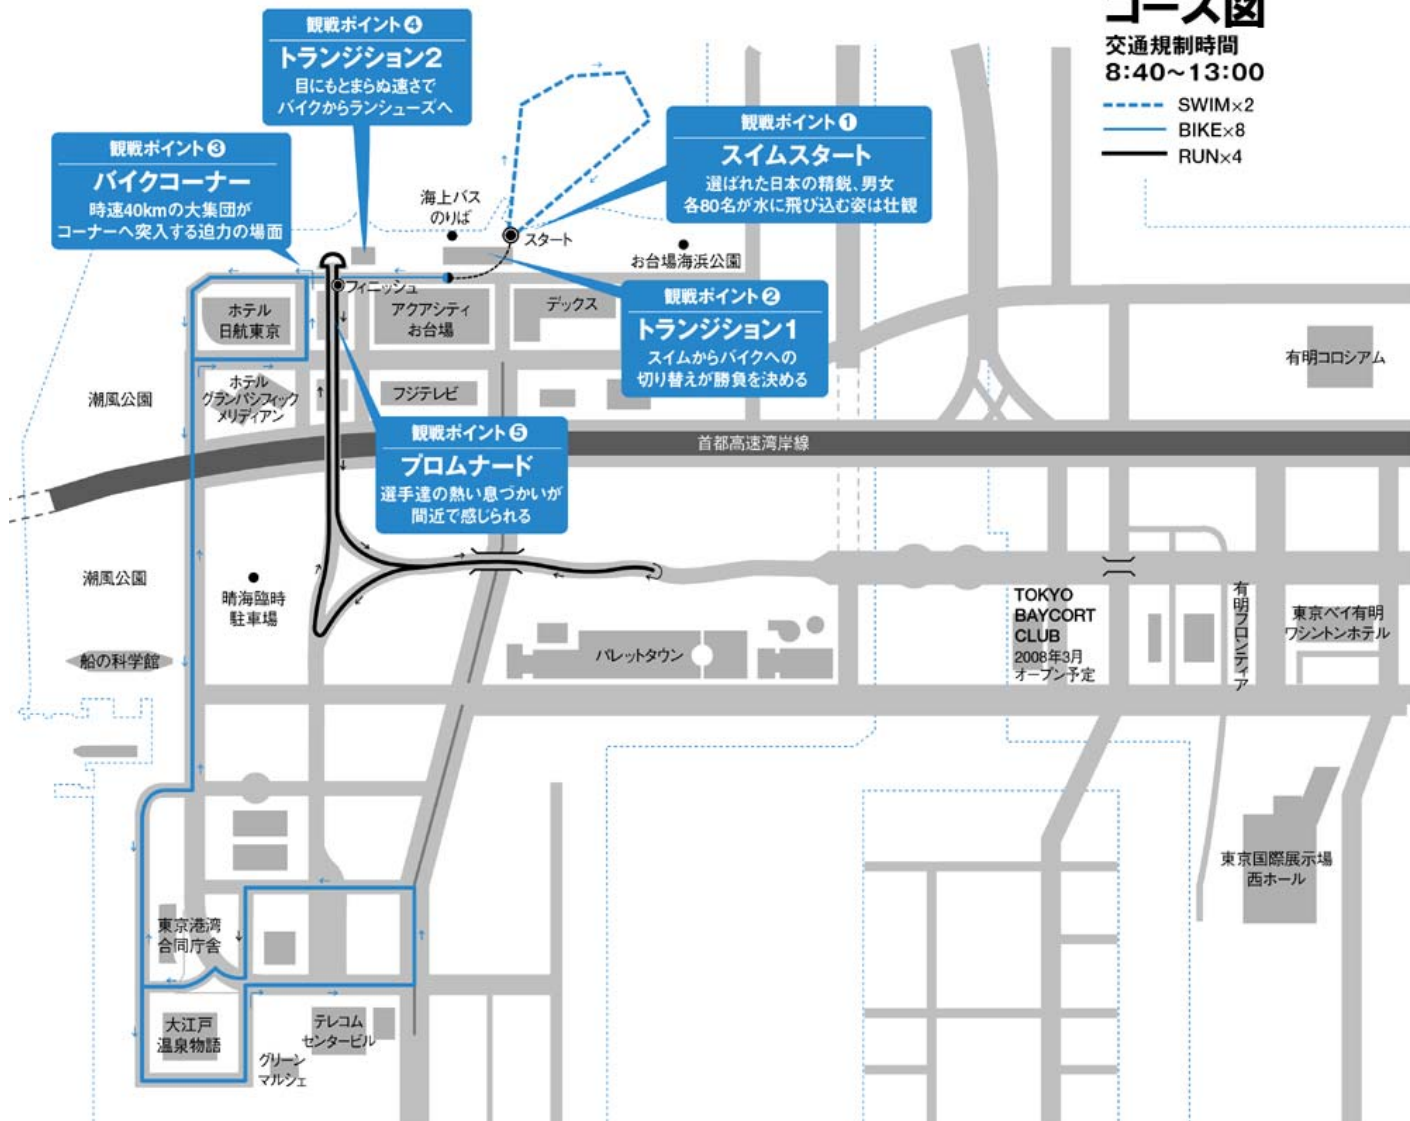 コース図
交通規制時間
8:40〜13:00
SWIM×2
BIKE×8
RUN×4
観戦ポイント❹
トランジション2
目にもとまらぬ速さで
バイクからランシューズへ
観戦ポイント❶
スイムスタート
選ばれた日本の精鋭、男女
各80名が水に飛び込む姿は壮観
観戦ポイント❸
バイクコーナー
時速40kmの大集団が
コーナーへ突入する迫力の場面
海上バス
のりば
スタート
お台場海浜公園
観戦ポイント❷
トランジション1
スイムからバイクへの
切り替えが勝負を決める
フィニッシュ
ホテル
日航東京
アクアシティ
お台場
デックス
有明コロシアム
潮風公園
ホテル
グランパシフィック
メリディアン
フジテレビ
観戦ポイント❺
プロムナード
選手達の熱い息づかいが
間近で感じられる
首都高速湾岸線
潮風公園
晴海臨時
駐車場
船の科学館
パレットタウン
TOKYO
BAYCORT
CLUB
2008年3月
オープン予定
有明フロンティア
東京ベイ有明
ワシントンホテル
東京国際展示場
西ホール
東京港湾
合同庁舎
大江戸
温泉物語
テレコム
センタービル
グリーン
マルシェ